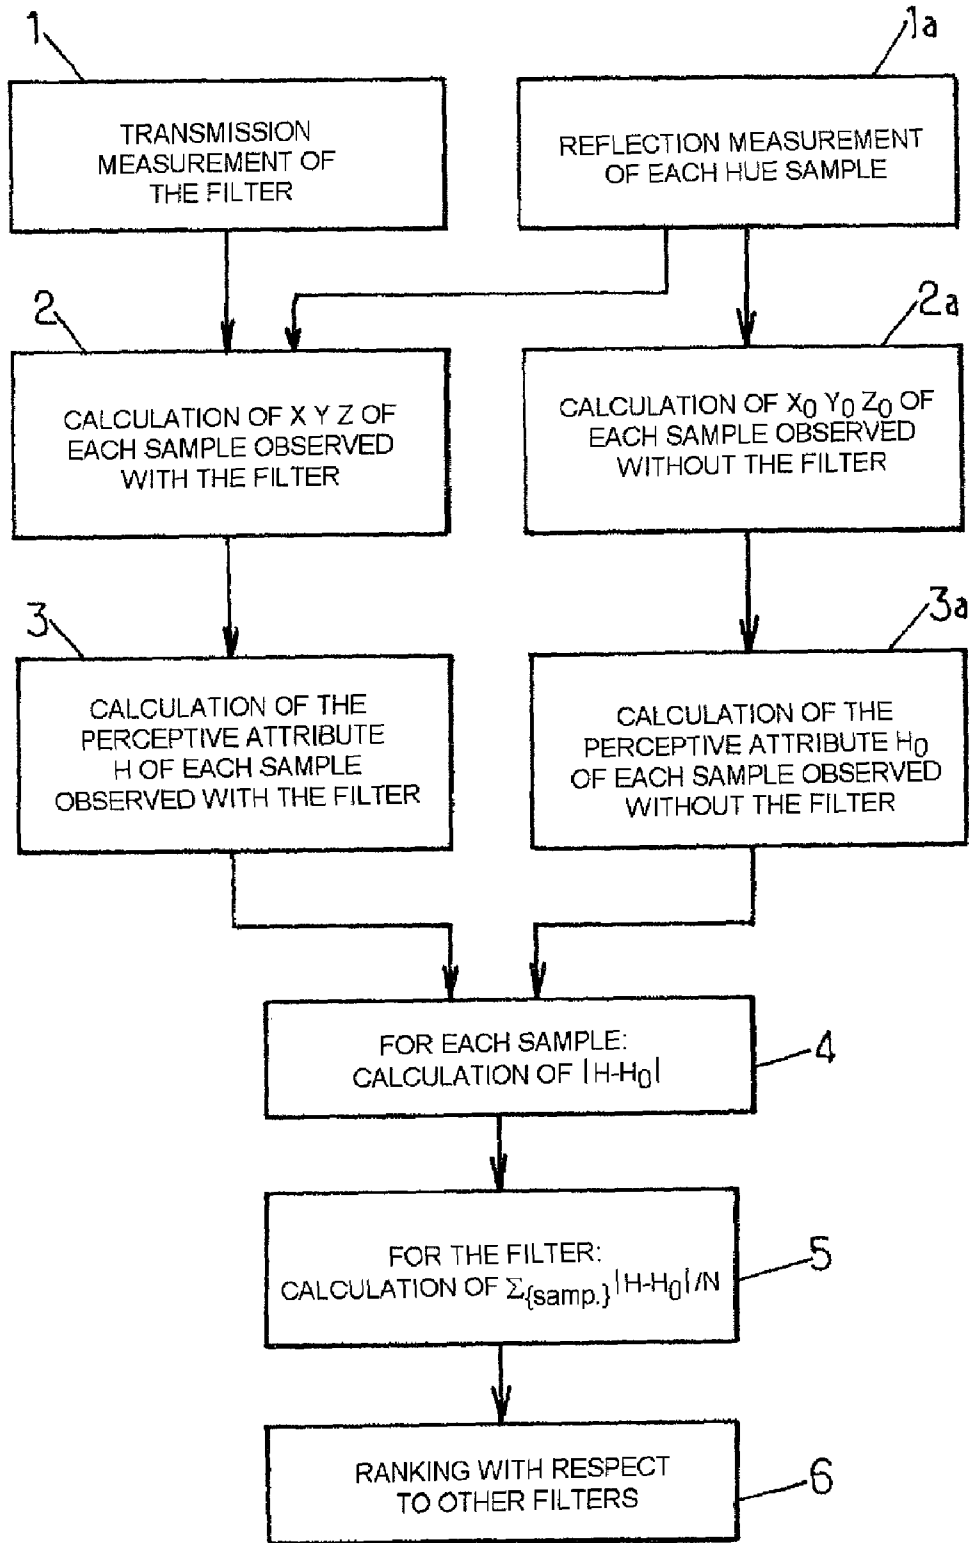 1
TRANSMISSION
MEASUREMENT OF
THE FILTER
1a
REFLECTION MEASUREMENT
OF EACH HUE SAMPLE
2
CALCULATION OF X Y Z OF
EACH SAMPLE OBSERVED
WITH THE FILTER
2a
CALCULATION OF X₀ Y₀ Z₀ OF
EACH SAMPLE OBSERVED
WITHOUT THE FILTER
3
CALCULATION OF THE
PERCEPTIVE ATTRIBUTE
H OF EACH SAMPLE
OBSERVED WITH THE FILTER
3a
CALCULATION OF THE
PERCEPTIVE ATTRIBUTE H₀
OF EACH SAMPLE OBSERVED
WITHOUT THE FILTER
FOR EACH SAMPLE:
CALCULATION OF |H-H₀|
4
FOR THE FILTER:
CALCULATION OF Σ{samp.}|H-H₀|/N
5
RANKING WITH RESPECT
TO OTHER FILTERS
6